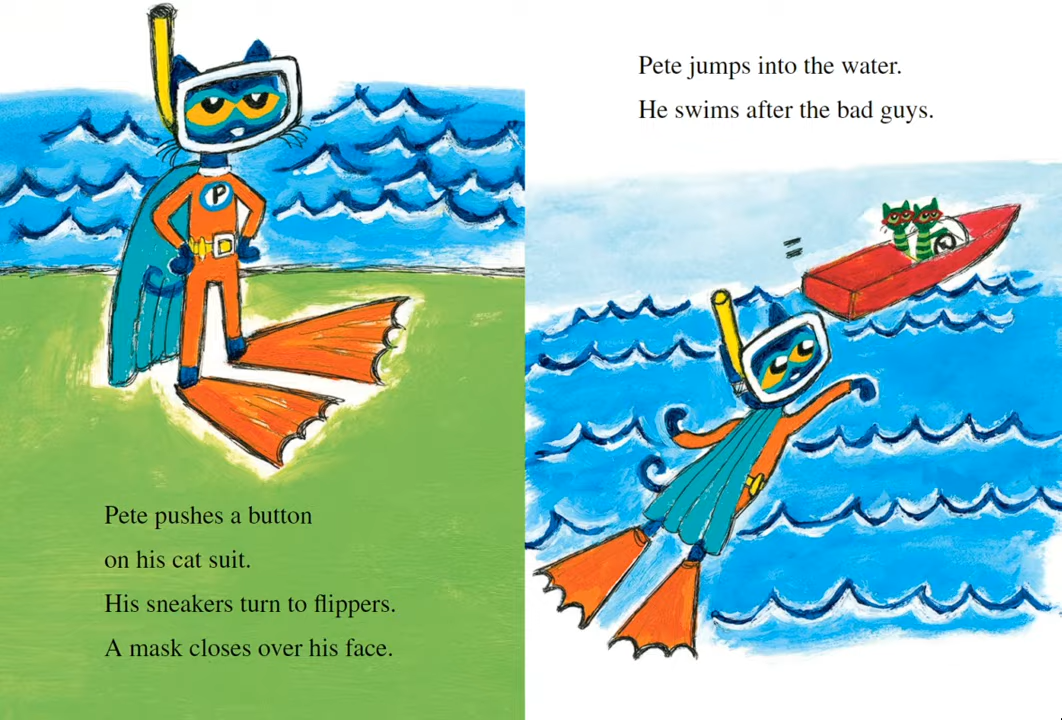 P
Pete pushes a button
on his cat suit.
His sneakers turn to flippers.
A mask closes over his face.
Pete jumps into the water.
He swims after the bad guys.